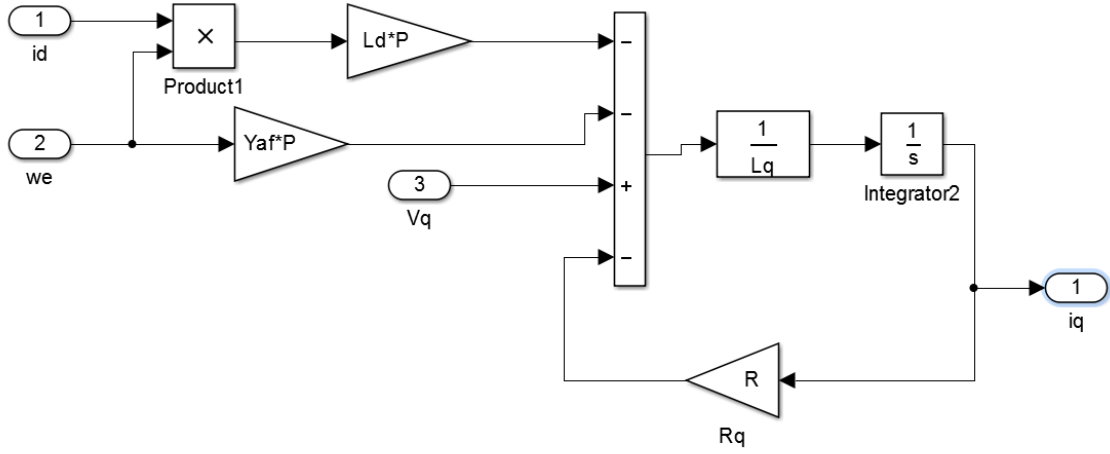 1
id
×
Product1
Ld*P
−
2
we
Yaf*P
−
3
Vq
+
−
1
Lq
1
s
Integrator2
1
iq
R
Rq